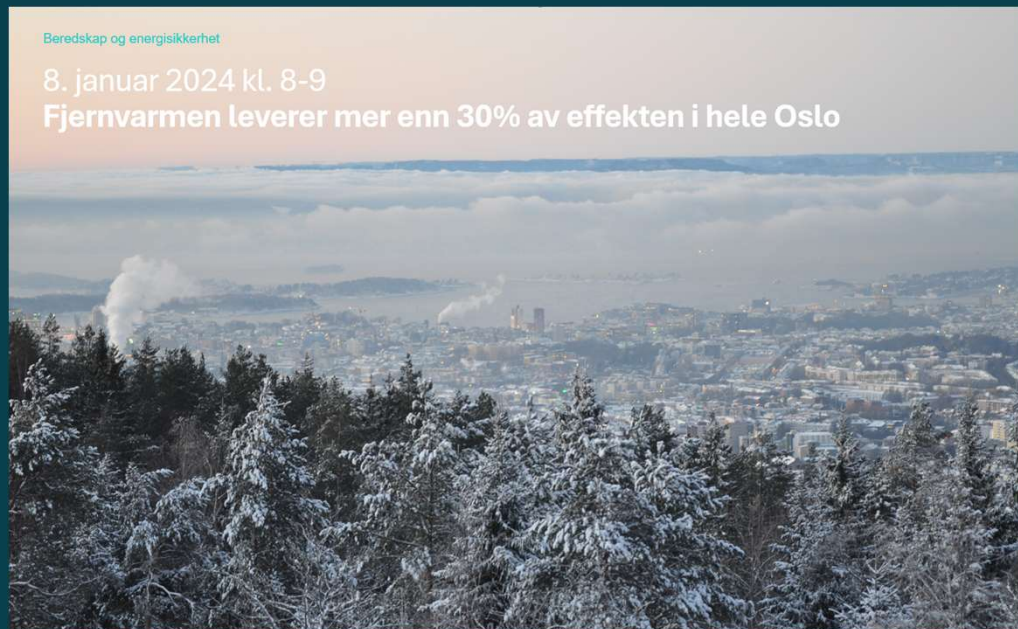 Beredskap og energisikkerhet
8. januar 2024 kl. 8-9
Fjernvarmen leverer mer enn 30% av effekten i hele Oslo